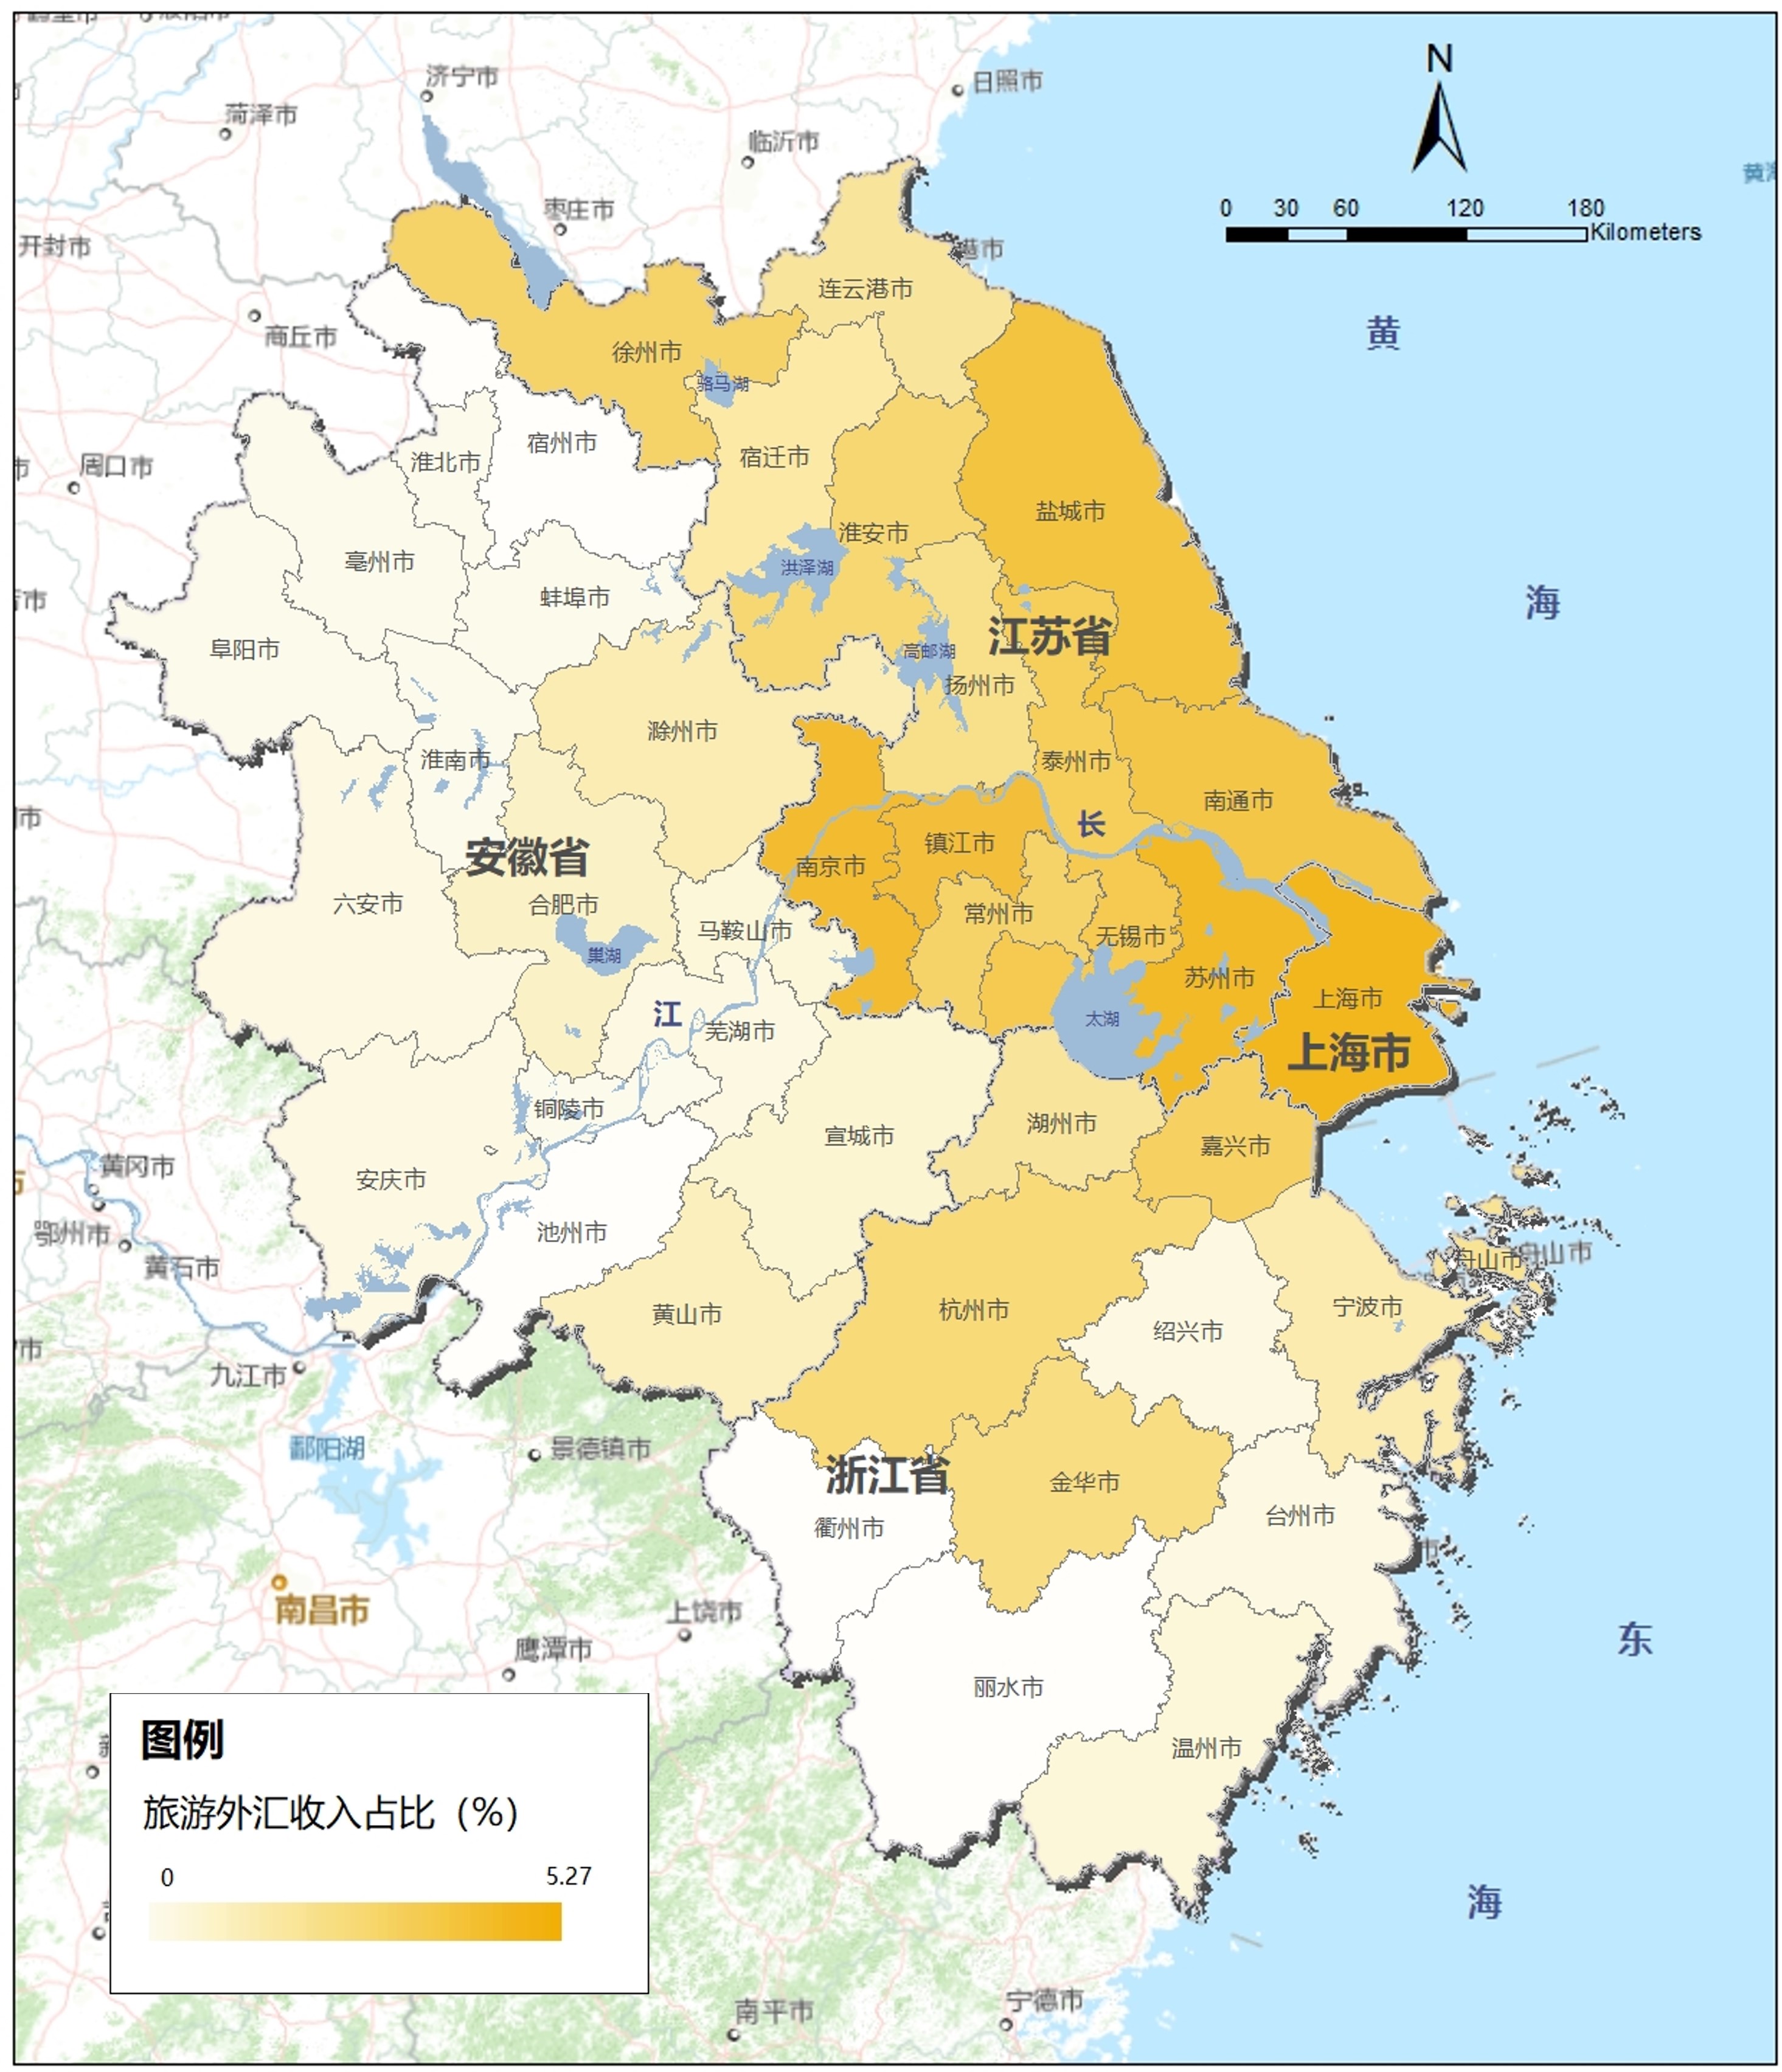 济宁市
日照市
菏泽市
临沂市
枣庄市
开封市
商丘市
周口市
港市
N
0 30 60 120 180
Kilometers
黄
海
连云港市
徐州市
骆马湖
宿州市
淮北市
宿迁市
盐城市
淮安市
亳州市
洪泽湖
蚌埠市
阜阳市
江苏省
高邮湖
扬州市
滁州市
淮南市
泰州市
南通市
长
镇江市
安徽省
南京市
六安市
合肥市
常州市
马鞍山市
无锡市
巢湖
苏州市
上海市
江
芜湖市
太湖
上海市
铜陵市
湖州市
宣城市
嘉兴市
黄冈市
安庆市
鄂州市
池州市
黄石市
舟山市
舟山市
杭州市
宁波市
黄山市
绍兴市
九江市
鄱阳湖
景德镇市
浙江省
金华市
衢州市
台州市
市
南昌市
上饶市
鹰潭市
东
丽水市
温州市
海
图例
旅游外汇收入占比（%）
0 5.27
南平市
宁德市